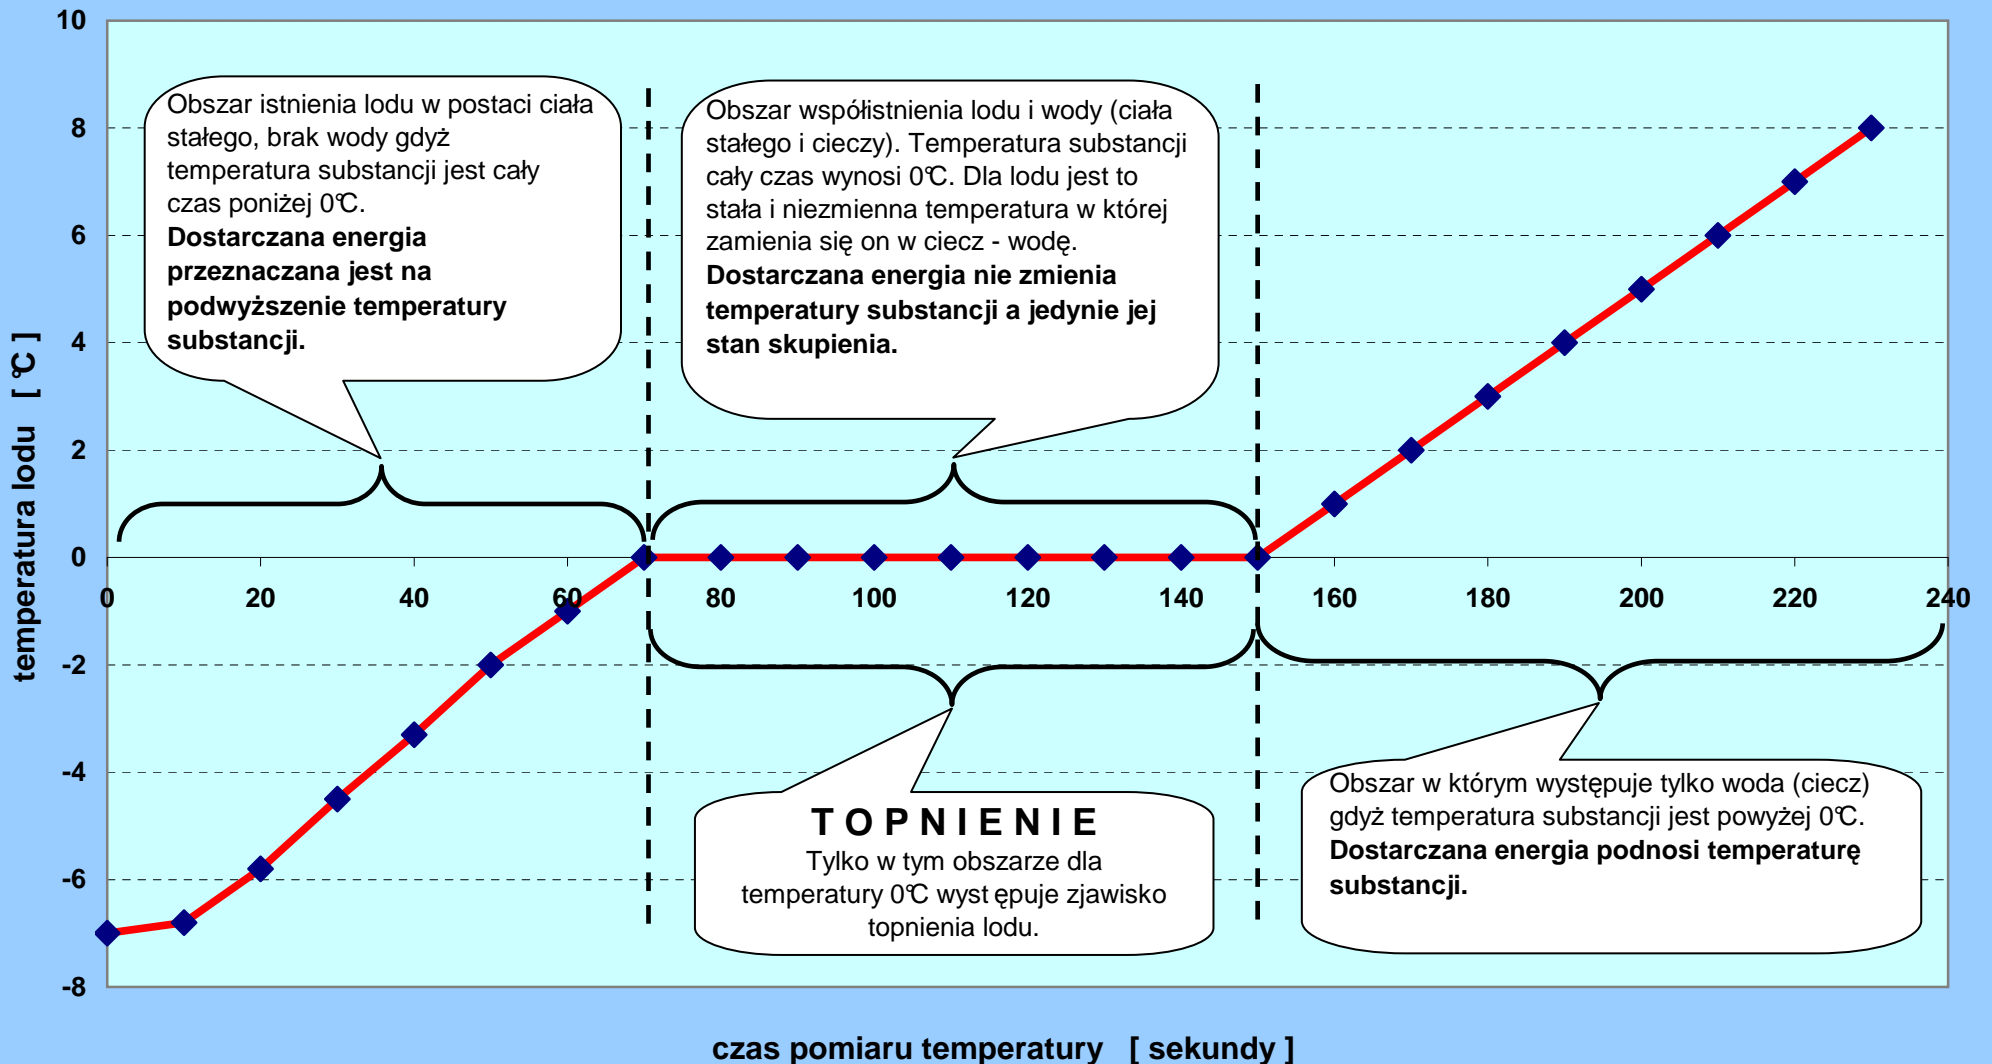 10
8
6
4
2
0
-2
-4
-6
-8
temperatura lodu [ °C ]
Obszar istnienia lodu w postaci ciała
stałego, brak wody gdyż
temperatura substancji jest cały
czas poniżej 0°C.
Dostarczana energia
przeznaczana jest na
podwyższenie temperatury
substancji.
Obszar współistnienia lodu i wody (ciała
stałego i cieczy). Temperatura substancji
cały czas wynosi 0°C. Dla lodu jest to
stała i niezmienna temperatura w której
zamienia się on w ciecz - wodę.
Dostarczana energia nie zmienia
temperatury substancji a jedynie jej
stan skupienia.
0 20 40 60 80 100 120 140 160 180 200 220 240
T O P N I E N I E
Tylko w tym obszarze dla
temperatury 0°C wyst ępuje zjawisko
topnienia lodu.
Obszar w którym występuje tylko woda (ciecz)
gdyż temperatura substancji jest powyżej 0°C.
Dostarczana energia podnosi temperaturę
substancji.
czas pomiaru temperatury [ sekundy ]